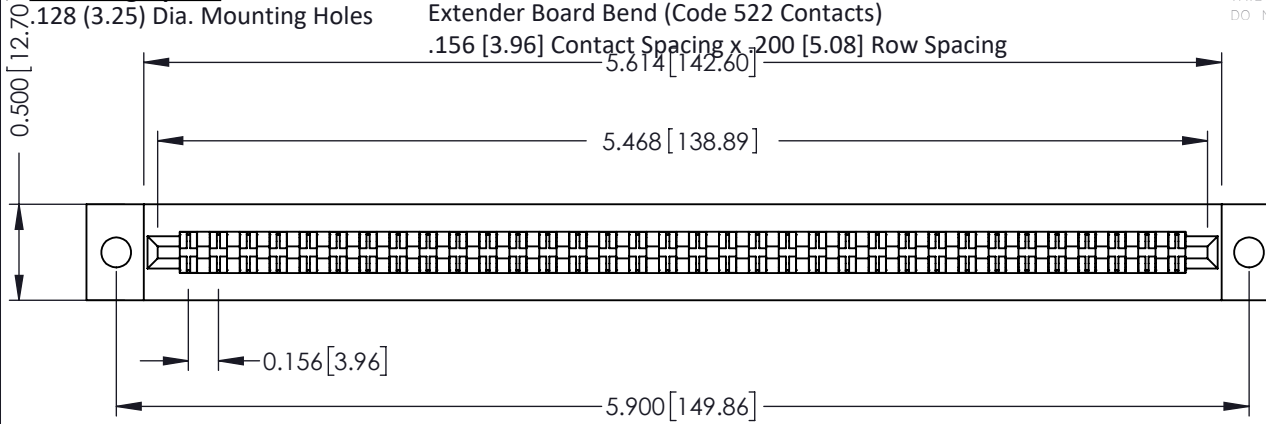 .128 (3.25) Dia. Mounting Holes
Extender Board Bend (Code 522 Contacts)
.156 [3.96] Contact Spacing x .200 [5.08] Row Spacing
DO N
0.500 [12.70
5.614 [142.60]
5.468 [138.89]
0.156 [3.96]
5.900 [149.86]